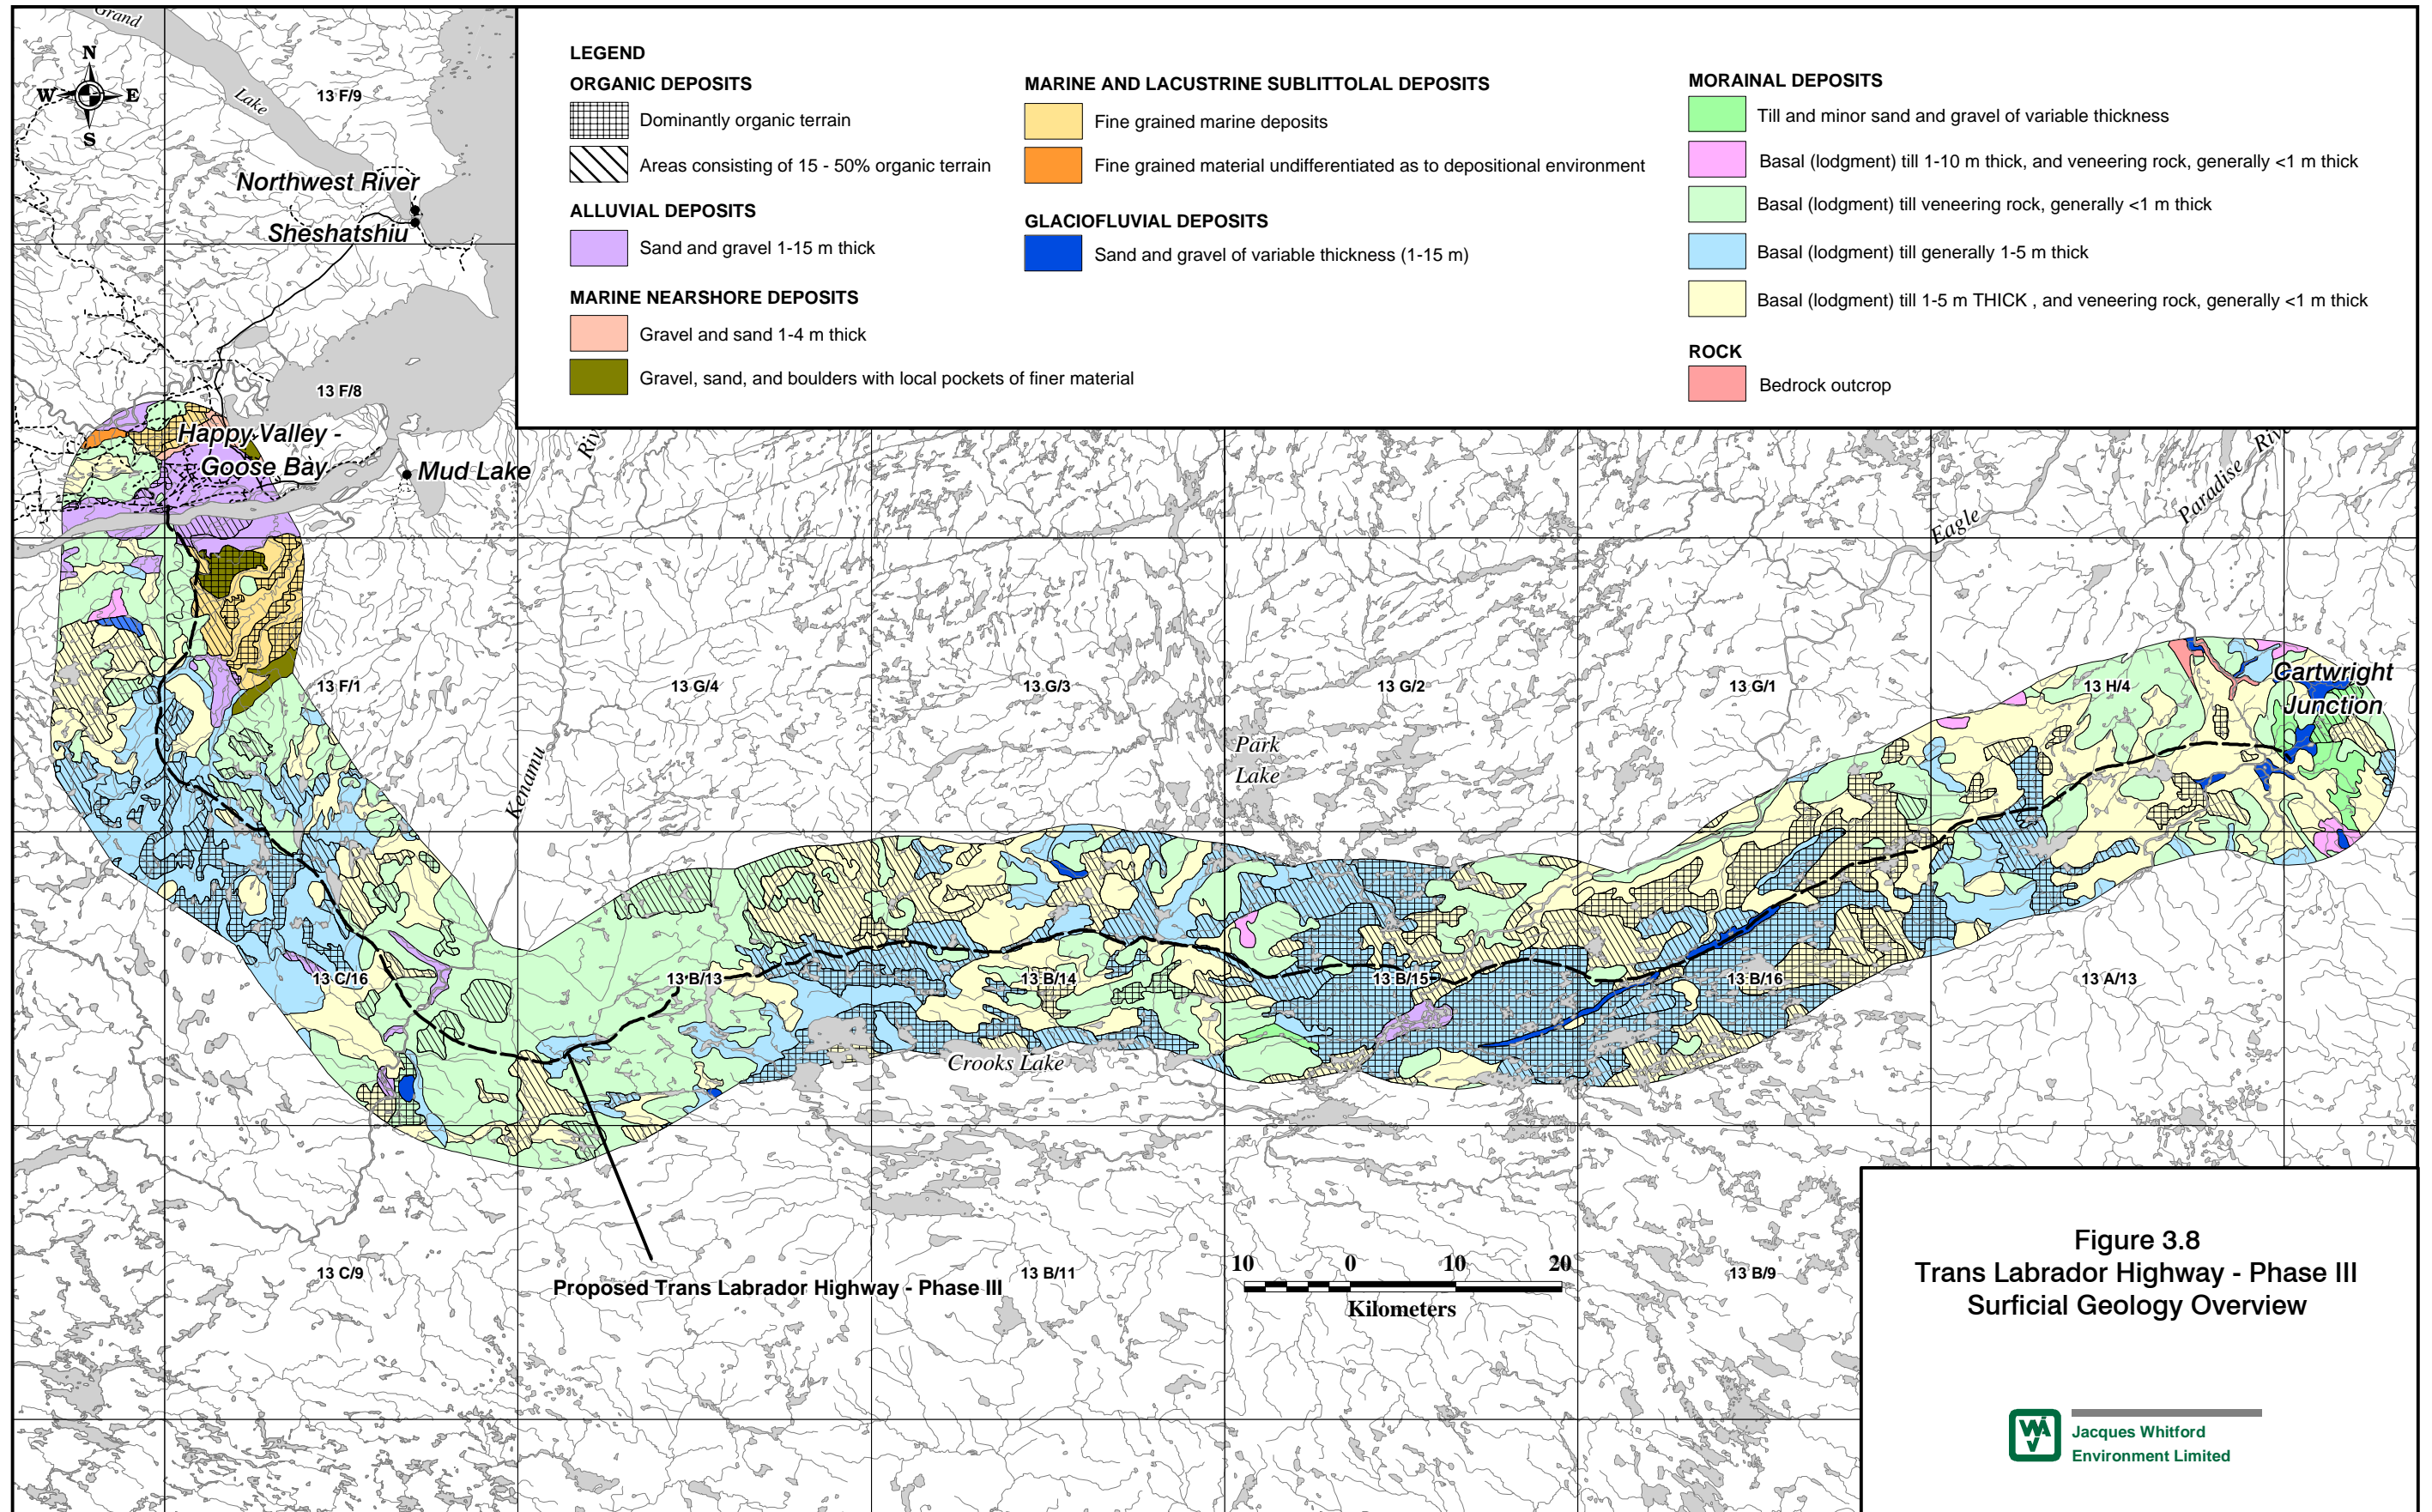 LEGEND
ORGANIC DEPOSITS
Dominantly organic terrain
Areas consisting of 15 - 50% organic terrain
ALLUVIAL DEPOSITS
Sand and gravel 1-15 m thick
MARINE NEARSHORE DEPOSITS
Gravel and sand 1-4 m thick
Gravel, sand, and boulders with local pockets of finer material
MARINE AND LACUSTRINE SUBLITTOLAL DEPOSITS
Fine grained marine deposits
Fine grained material undifferentiated as to depositional environment
GLACIOFLUVIAL DEPOSITS
Sand and gravel of variable thickness (1-15 m)
MORAINAL DEPOSITS
Till and minor sand and gravel of variable thickness
Basal (lodgment) till 1-10 m thick, and veneering rock, generally <1 m thick
Basal (lodgment) till veneering rock, generally <1 m thick
Basal (lodgment) till generally 1-5 m thick
Basal (lodgment) till 1-5 m THICK , and veneering rock, generally <1 m thick
ROCK
Bedrock outcrop
Grand
Lake
N
W E
S
13 F/9
Northwest River
Sheshatshiu
13 F/8
Happy Valley -
Goose Bay
Mud Lake
Riv
Eagle
Paradise Rive
13 F/1
13 G/4
13 G/3
13 G/2
13 G/1
13 H/4
Cartwright
Junction
Park
Lake
Kenamu
13 C/16
13 B/13
13 B/14
13 B/15
13 B/16
13 A/13
Crooks Lake
13 C/9
Proposed Trans Labrador Highway - Phase III
13 B/11
13 B/9
10 0 10 20
Kilometers
Figure 3.8
Trans Labrador Highway - Phase III
Surficial Geology Overview
Jacques Whitford
Environment Limited